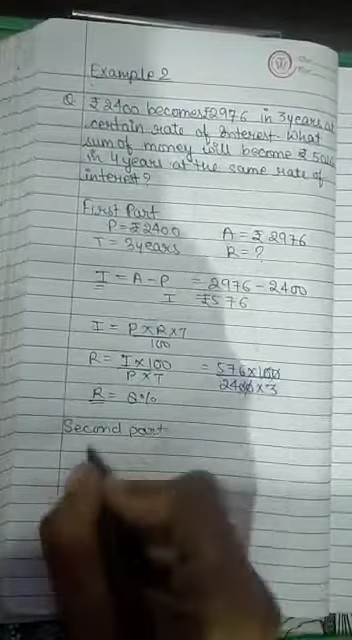 Example 2
Q. ₹2400 becomes ₹2976 in 3 years at
certain rate of interest. What
sum of money will become ₹
in 4 years at the same rate of
interest?
First Part
P = ₹2400 A = ₹2976
T = 3 years R = ?
I = A - P = 2976 - 2400
I = ₹576
I = P × R × T
100
R = I × 100 = 576 × 100
P × T 2400 × 3
R = 8%
Second part